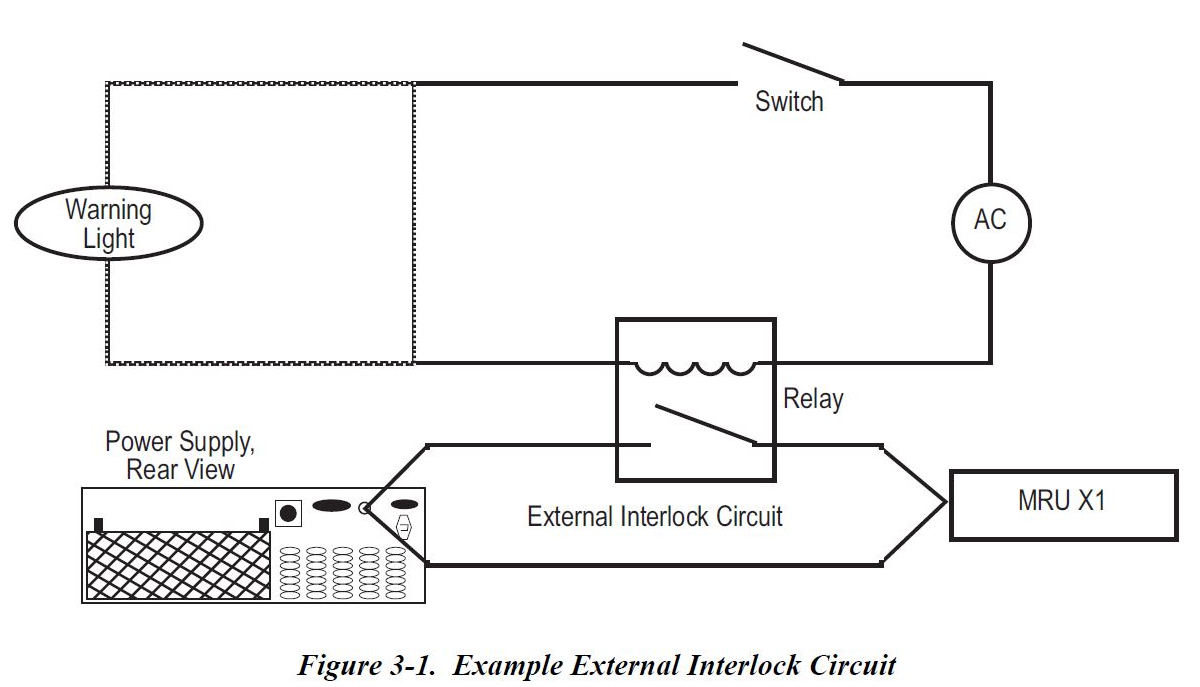 Switch
Warning
Light
AC
Relay
Power Supply,
Rear View
External Interlock Circuit
MRU X1
Figure 3-1. Example External Interlock Circuit